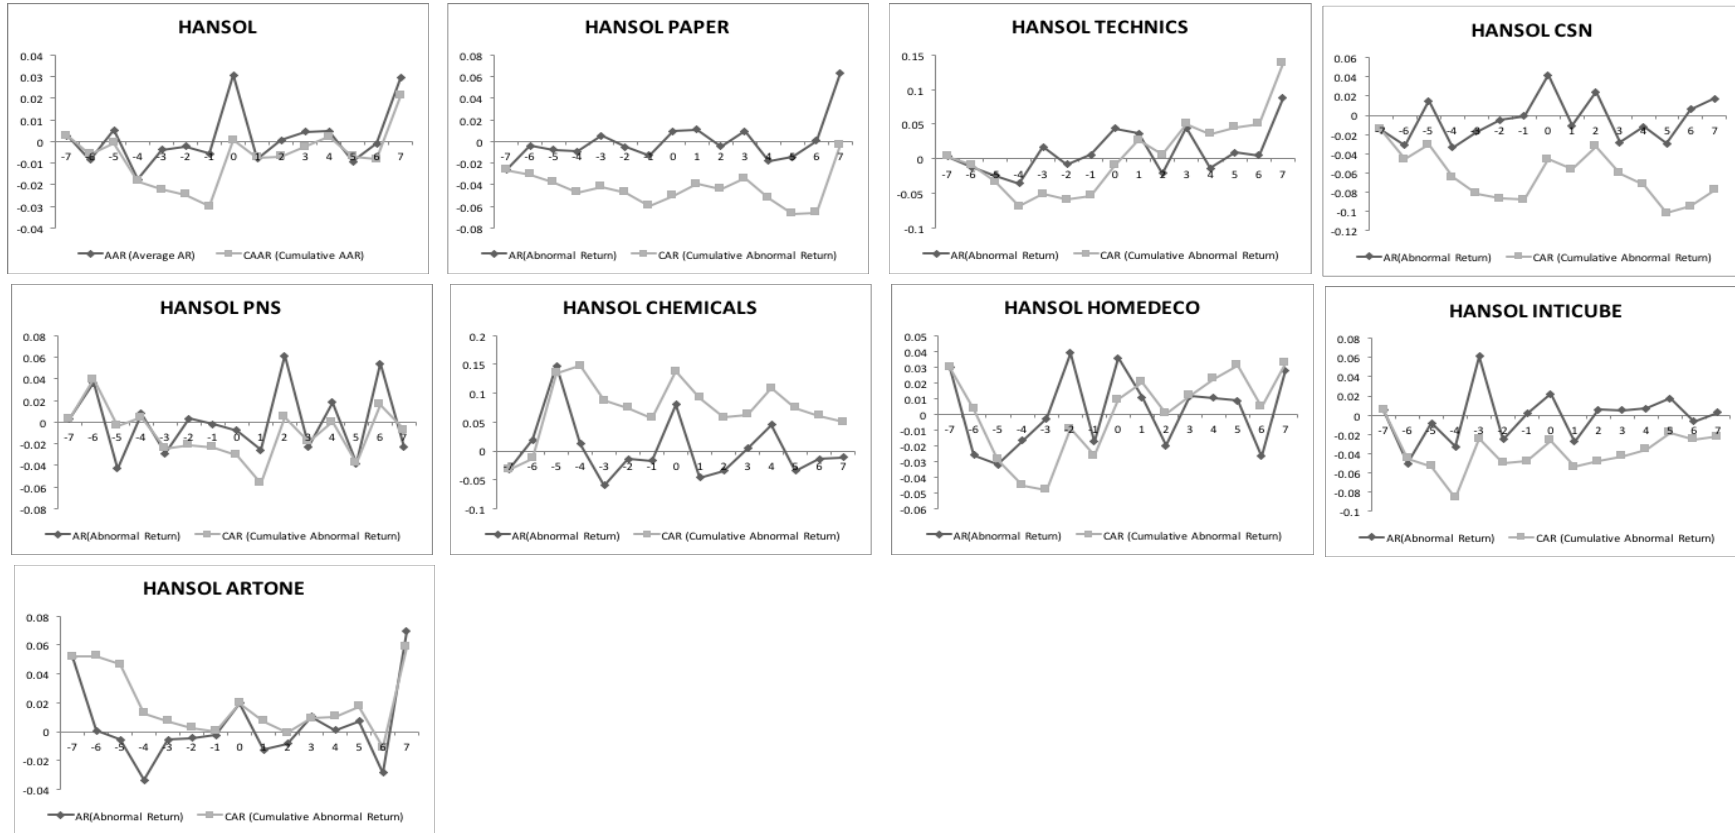 HANSOL
0.04
0.03
0.02
0.01
0
-0.01
-0.02
-0.03
-0.04
-7 -6 -5 -4 -3 -2 -1 0 1 2 3 4 5 6 7
AAR (Average AR) CAAR (Cumulative AAR)
HANSOL PAPER
0.08
0.06
0.04
0.02
0
-0.02
-0.04
-0.06
-0.08
-7 -6 -5 -4 -3 -2 -1 0 1 2 3 4 5 6 7
AR(Abnormal Return) CAR (Cumulative Abnormal Return)
HANSOL TECHNICS
0.15
0.1
0.05
0
-0.05
-0.1
-7 -6 -5 -4 -3 -2 -1 0 1 2 3 4 5 6 7
AR(Abnormal Return) CAR (Cumulative Abnormal Return)
HANSOL CSN
0.06
0.04
0.02
0
-0.02
-0.04
-0.06
-0.08
-0.1
-0.12
-7 -6 -5 -4 -3 -2 -1 0 1 2 3 4 5 6 7
AR(Abnormal Return) CAR (Cumulative Abnormal Return)
HANSOL PNS
0.08
0.06
0.04
0.02
0
-0.02
-0.04
-0.06
-0.08
-7 -6 -5 -4 -3 -2 -1 0 1 2 3 4 5 6 7
AR(Abnormal Return) CAR (Cumulative Abnormal Return)
HANSOL CHEMICALS
0.2
0.15
0.1
0.05
0
-0.05
-0.1
-7 -6 -5 -4 -3 -2 -1 0 1 2 3 4 5 6 7
AR(Abnormal Return) CAR (Cumulative Abnormal Return)
HANSOL HOMEDECO
0.05
0.04
0.03
0.02
0.01
0
-0.01
-0.02
-0.03
-0.04
-0.05
-0.06
-7 -6 -5 -4 -3 -2 -1 0 1 2 3 4 5 6 7
AR(Abnormal Return) CAR (Cumulative Abnormal Return)
HANSOL INTICUBE
0.08
0.06
0.04
0.02
0
-0.02
-0.04
-0.06
-0.08
-0.1
-7 -6 -5 -4 -3 -2 -1 0 1 2 3 4 5 6 7
AR(Abnormal Return) CAR (Cumulative Abnormal Return)
HANSOL ARTONE
0.08
0.06
0.04
0.02
0
-0.02
-0.04
-7 -6 -5 -4 -3 -2 -1 0 1 2 3 4 5 6 7
AR(Abnormal Return) CAR (Cumulative Abnormal Return)